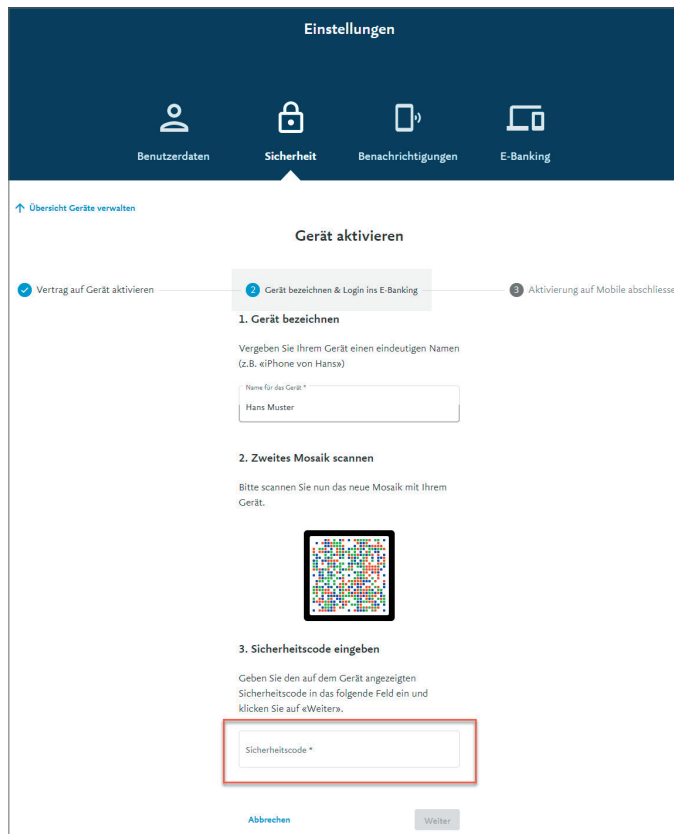 Einstellungen
Benutzerdaten
Sicherheit
Benachrichtigungen
E-Banking
Übersicht Geräte verwalten
Gerät aktivieren
Vertrag auf Gerät aktivieren
2 Gerät bezeichnen & Login ins E-Banking
3 Aktivierung auf Mobile abschliesse
1. Gerät bezeichnen
Vergeben Sie Ihrem Gerät einen eindeutigen Namen
(z.B. «iPhone von Hans»)
Name für das Gerät *
Hans Muster
2. Zweites Mosaik scannen
Bitte scannen Sie nun das neue Mosaik mit Ihrem
Gerät.
3. Sicherheitscode eingeben
Geben Sie den auf dem Gerät angezeigten
Sicherheitscode in das folgende Feld ein und
klicken Sie auf «Weiter».
Sicherheitscode *
Abbrechen
Weiter